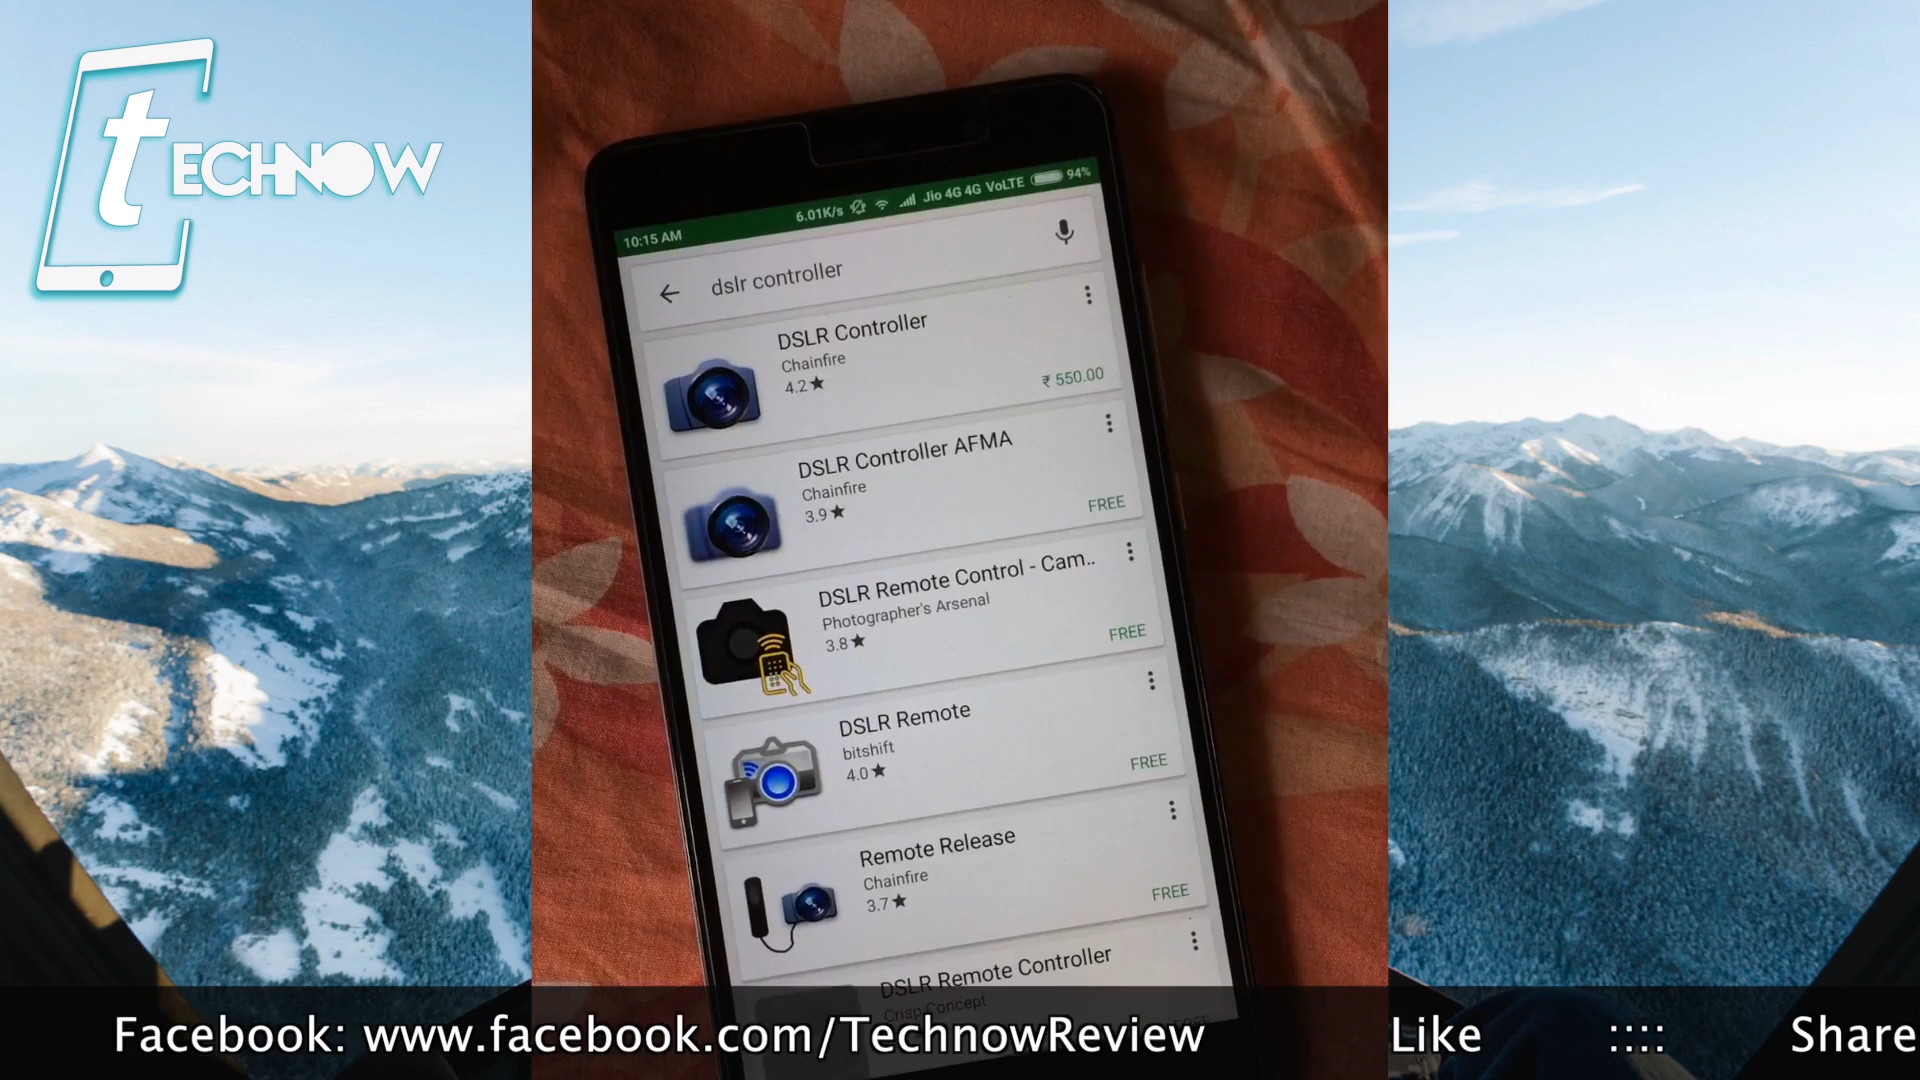 tECHNOW
10:15 AM 6.01K/s Jio 4G 4G VoLTE 94%
dslr controller
DSLR Controller
Chainfire
4.2★
₹ 550.00
DSLR Controller AFMA
Chainfire
3.9★
FREE
DSLR Remote Control - Cam..
Photographer's Arsenal
3.8★
FREE
DSLR Remote
bitshift
4.0★
FREE
Remote Release
Chainfire
3.7★
FREE
DSLR Remote Controller
Crisp Concept
FREE
Facebook: www.facebook.com/TechnowReview Like :::: Share